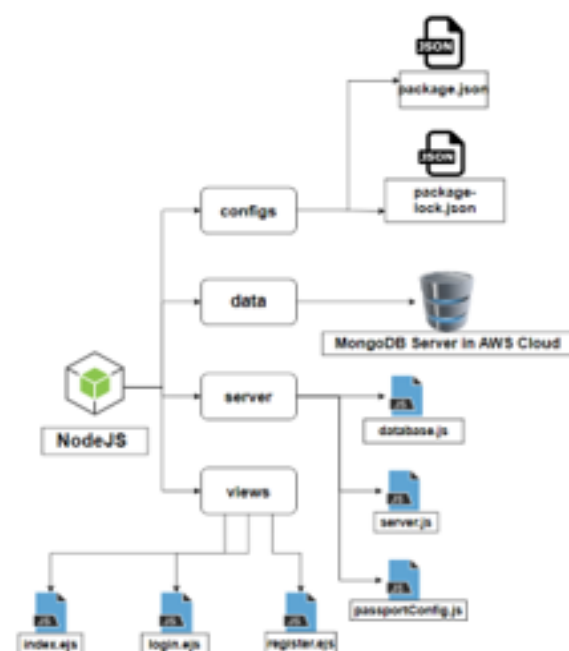 JSON
package.json
JSON
package-
lock.json
configs
data
MongoDB Server in AWS Cloud
NodeJS
server
JS
database.js
views
JS
server.js
JS
passportConfig.js
JS
index.ejs
JS
login.ejs
JS
register.ejs